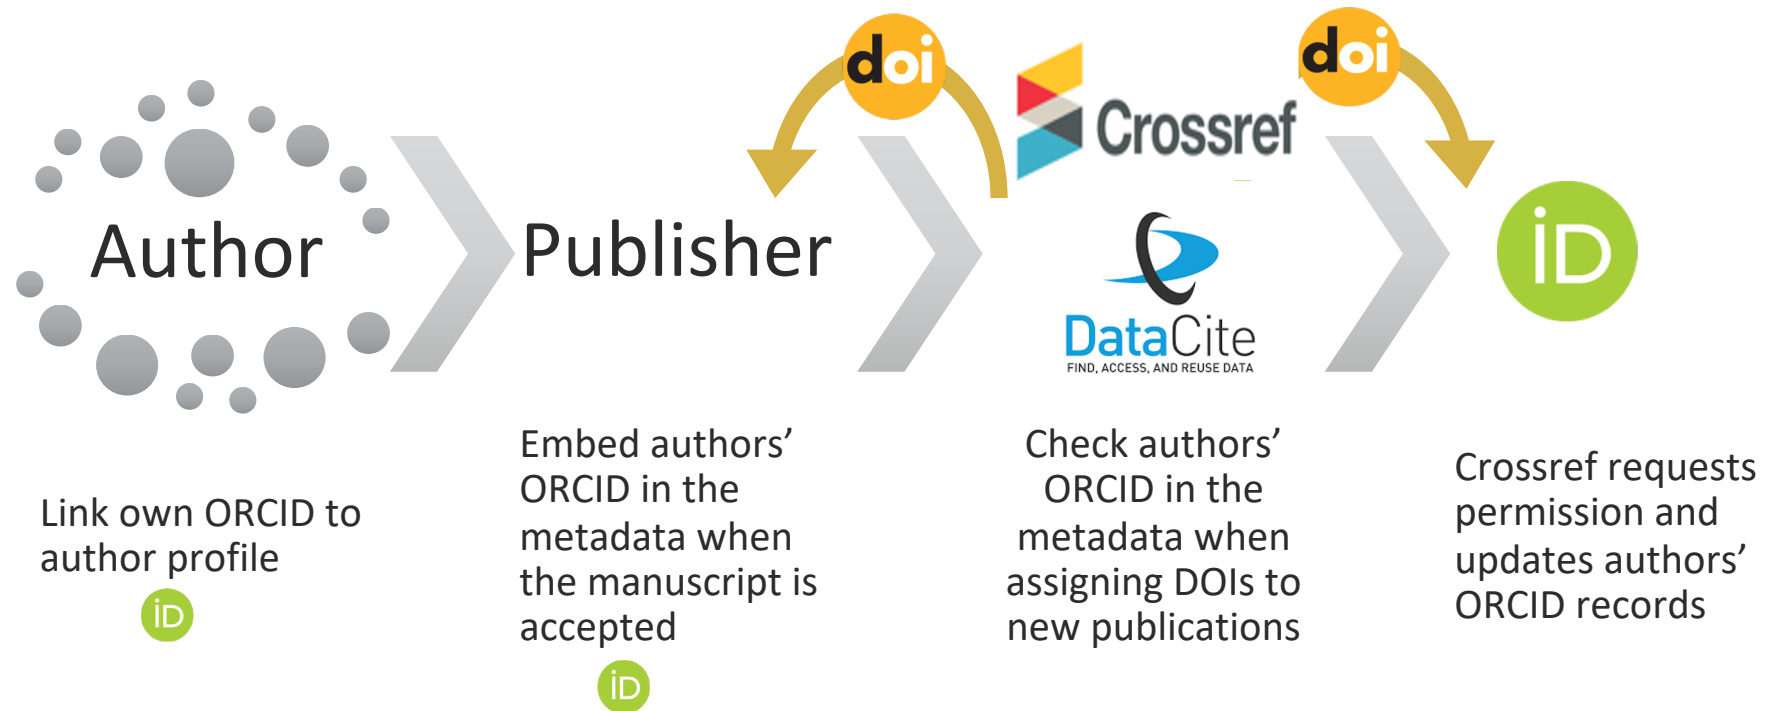 doi
doi
Crossref
Author
Publisher
iD
DataCite
FIND, ACCESS, AND REUSE DATA
Link own ORCID to
author profile
iD
Embed authors’
ORCID in the
metadata when
the manuscript is
accepted
iD
Check authors’
ORCID in the
metadata when
assigning DOIs to
new publications
Crossref requests
permission and
updates authors’
ORCID records